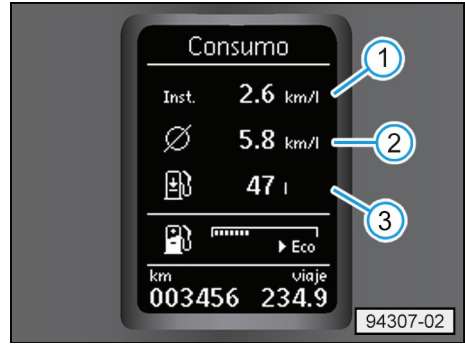 Consumo
1
Inst. 2.6 km/l
Ø 5.8 km/l
2
47 l
3
Eco
km viaje
003456 234.9
94307-02